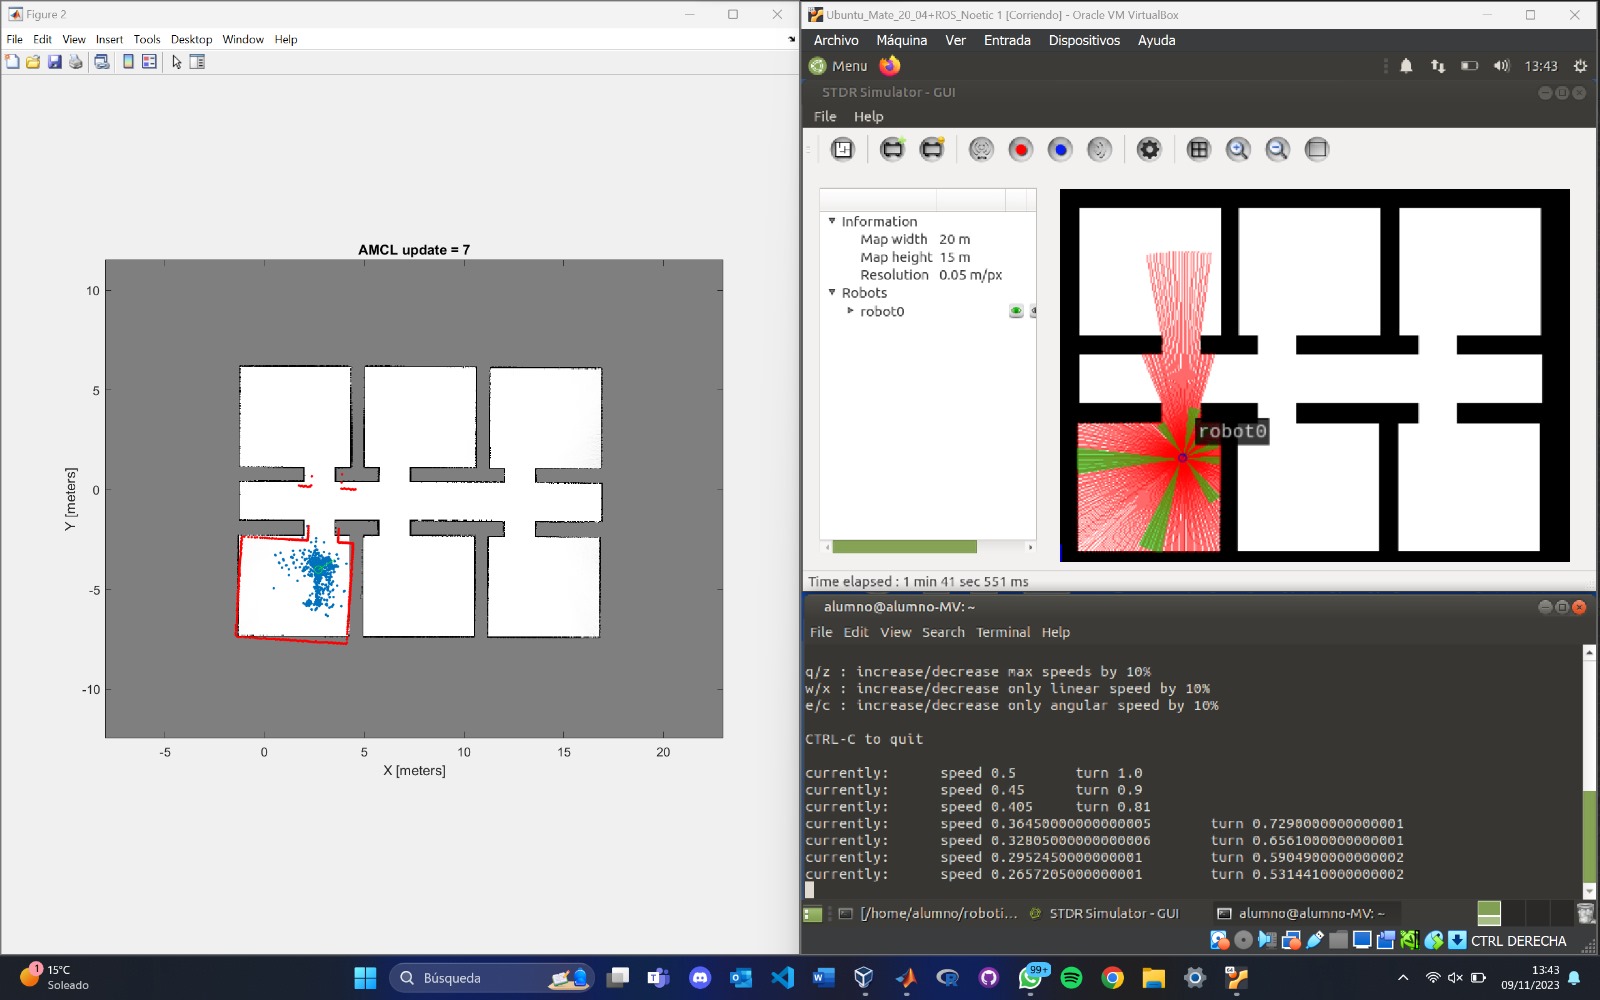 Figure 2
File Edit View Insert Tools Desktop Window Help
AMCL update = 7
10
5
0
-5
-10
Y [meters]
-5 0 5 10 15 20
X [meters]
Ubuntu_Mate_20_04+ROS_Noetic 1 [Corriendo] - Oracle VM VirtualBox
Archivo Máquina Ver Entrada Dispositivos Ayuda
Menu 13:43
STDR Simulator - GUI
File Help
Information
Map width 20 m
Map height 15 m
Resolution 0.05 m/px
Robots
robot0
robot0
Time elapsed : 1 min 41 sec 551 ms
alumno@alumno-MV: ~
File Edit View Search Terminal Help
q/z : increase/decrease max speeds by 10%
w/x : increase/decrease only linear speed by 10%
e/c : increase/decrease only angular speed by 10%
CTRL-C to quit
currently: speed 0.5 turn 1.0
currently: speed 0.45 turn 0.9
currently: speed 0.405 turn 0.81
currently: speed 0.36450000000000005 turn 0.7290000000000001
currently: speed 0.32805000000000006 turn 0.6561000000000001
currently: speed 0.2952450000000001 turn 0.5904900000000002
currently: speed 0.2657205000000001 turn 0.5314410000000002
[/home/alumno/roboti... STDR Simulator - GUI alumno@alumno-MV: ~
CTRL DERECHA
1
15°C
Soleado
Búsqueda
99+
13:43
09/11/2023